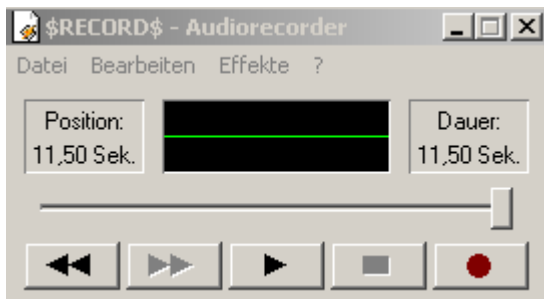 $RECORD$ - Audiorecorder
Datei Bearbeiten Effekte ?
Position:
11,50 Sek.
Dauer:
11,50 Sek.